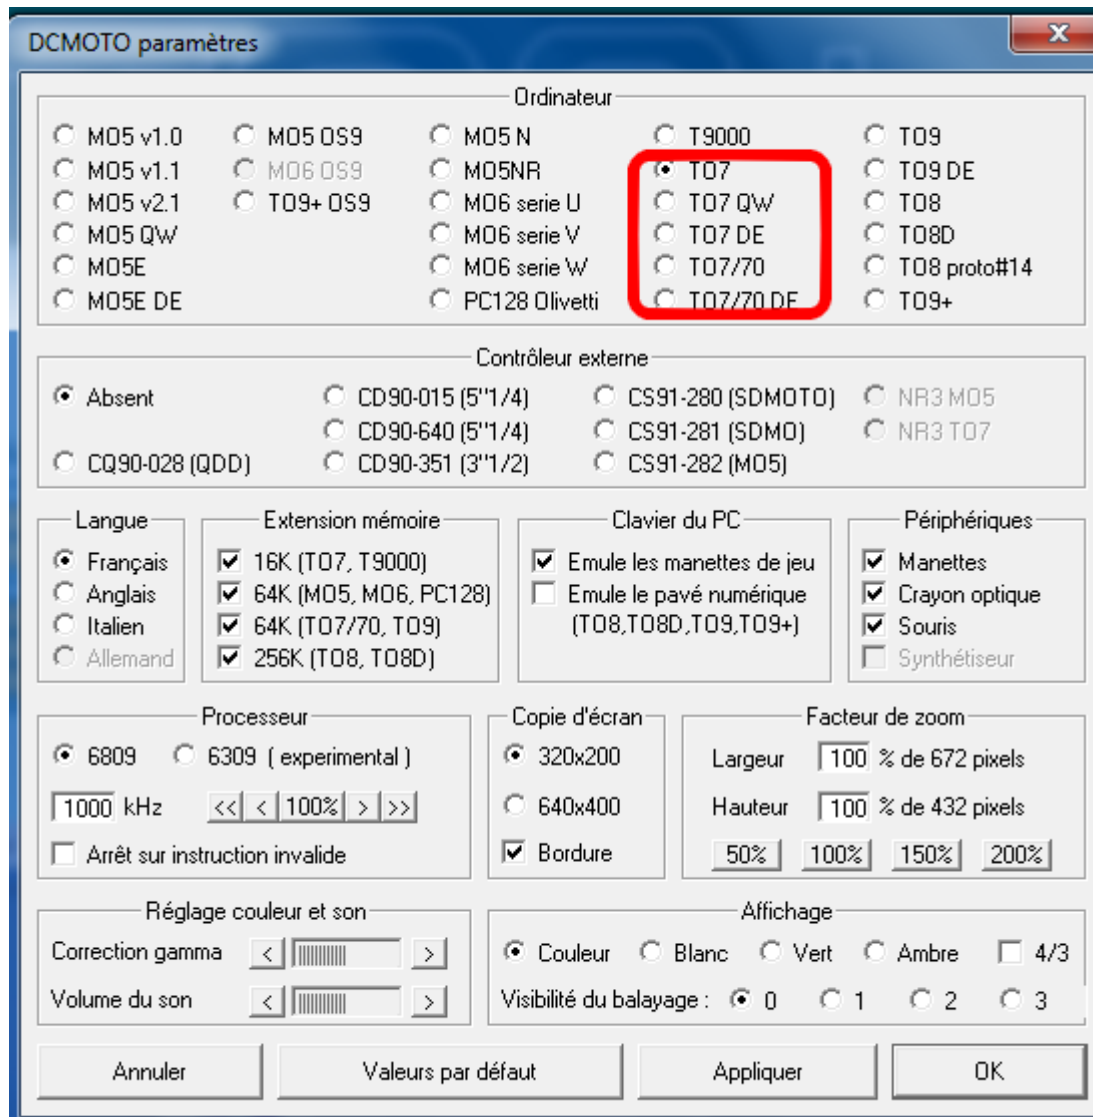 DCMOTO paramètres
Ordinateur
MO5 v1.0 MO5 OS9 MO5 N T9000 TO9
MO5 v1.1 MO6 OS9 MO5NR TO7 TO9 DE
MO5 v2.1 TO9+ OS9 MO6 serie U TO7 QW TO8
MO5 QW MO6 serie V TO7 DE TO8D
MO5E MO6 serie W TO7/70 TO8 proto#14
MO5E DE PC128 Olivetti TO7/70 DE TO9+
Contrôleur externe
Absent CD90-015 (5"1/4) CS91-280 (SDMOTO) NR3 MO5
CD90-640 (5"1/4) CS91-281 (SDMO) NR3 TO7
CQ90-028 (QDD) CD90-351 (3"1/2) CS91-282 (MO5)
Langue Extension mémoire Clavier du PC Périphériques
Français 16K (TO7, T9000) Emule les manettes de jeu Manettes
Anglais 64K (MO5, MO6, PC128) Emule le pavé numérique Crayon optique
Italien 64K (TO7/70, TO9) (TO8,TO8D,TO9,TO9+) Souris
Allemand 256K (TO8, TO8D) Synthétiseur
Processeur Copie d'écran Facteur de zoom
6809 6309 ( experimental ) 320x200 Largeur 100 % de 672 pixels
1000 kHz << < 100% > >> 640x400 Hauteur 100 % de 432 pixels
Arrêt sur instruction invalide Bordure 50% 100% 150% 200%
Réglage couleur et son Affichage
Correction gamma < > Couleur Blanc Vert Ambre 4/3
Volume du son < > Visibilité du balayage : 0 1 2 3
Annuler Valeurs par défaut Appliquer OK